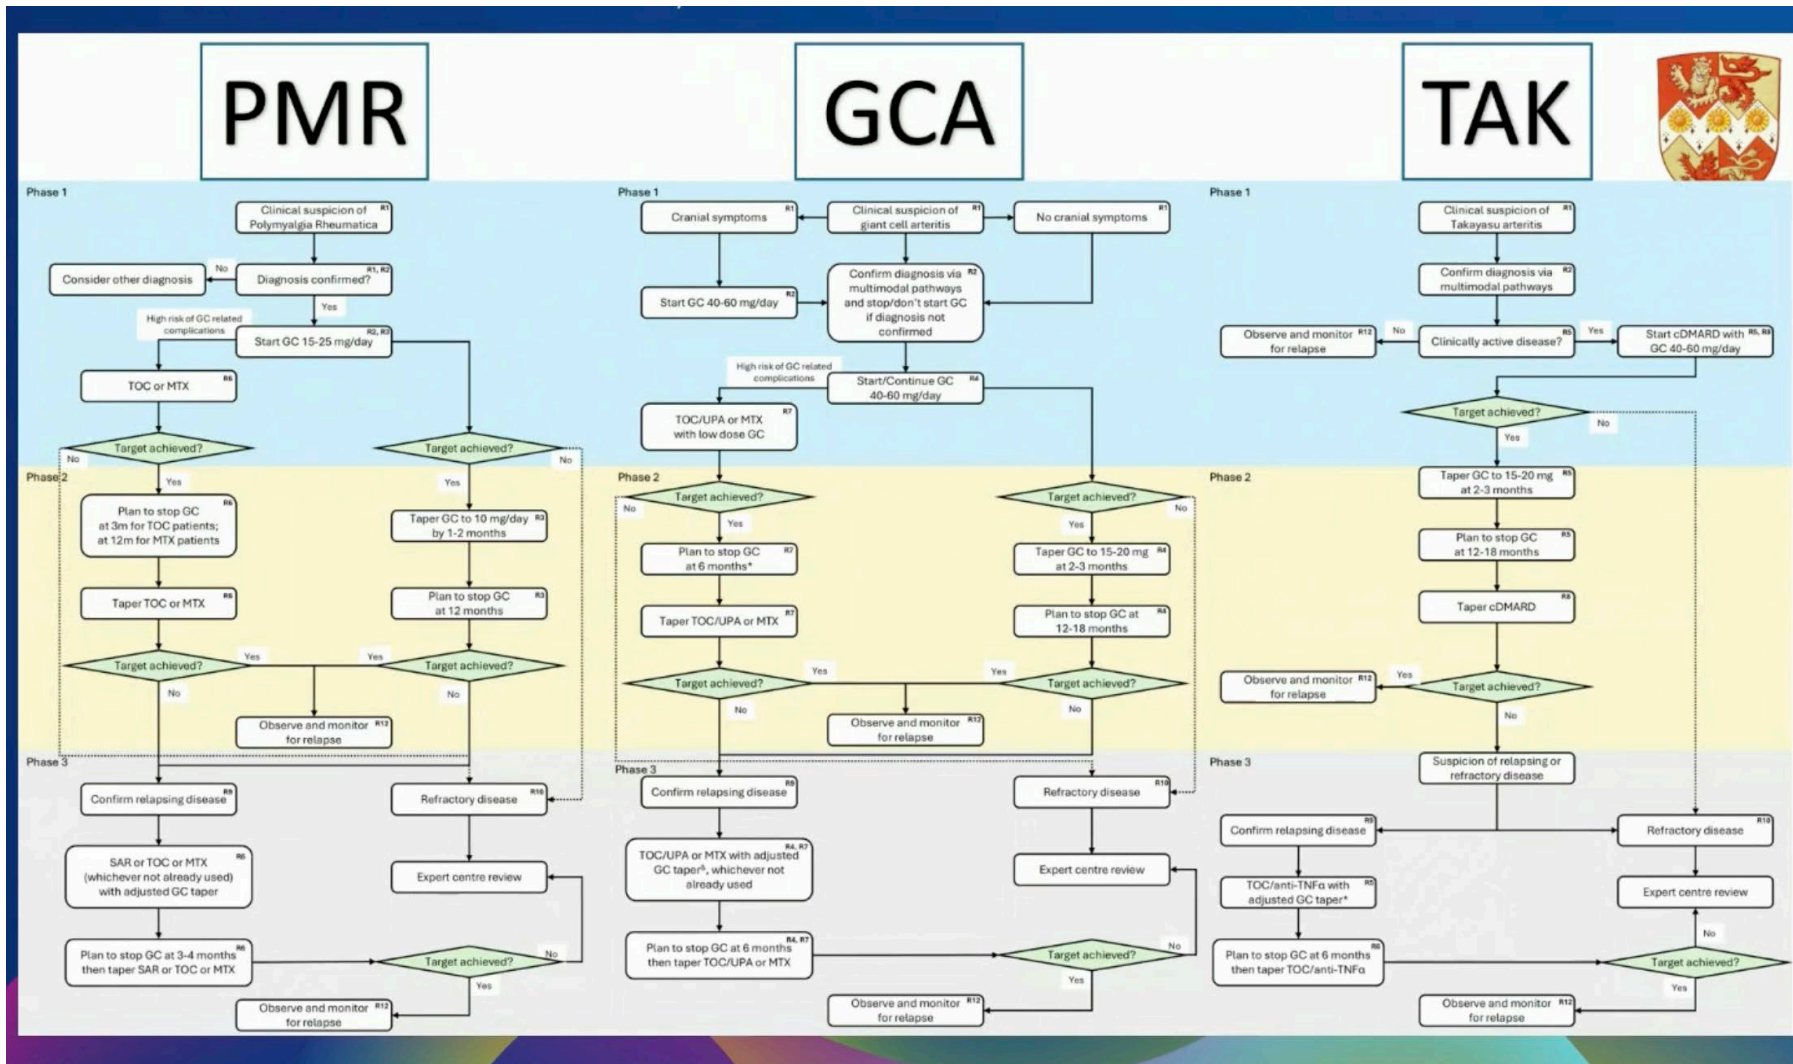 PMR
Phase 1
Clinical suspicion of
Polymyalgia Rheumatica
R1
Consider other diagnosis
No
Diagnosis confirmed?
R1, R2
Yes
High risk of GC related
complications
Start GC 15-25 mg/day
R2, R3
TOC or MTX
R6
Target achieved?
No
Yes
Target achieved?
No
Yes
Phase 2
Plan to stop GC
at 3m for TOC patients;
at 12m for MTX patients
R6
Taper GC to 10 mg/day
by 1-2 months
R3
Taper TOC or MTX
R6
Plan to stop GC
at 12 months
R3
Target achieved?
Yes
No
Yes
Target achieved?
No
Observe and monitor
for relapse
R12
Phase 3
Confirm relapsing disease
R9
Refractory disease
R10
SAR or TOC or MTX
(whichever not already used)
with adjusted GC taper
R6
Expert centre review
Plan to stop GC at 3-4 months
then taper SAR or TOC or MTX
R6
Target achieved?
No
Yes
Observe and monitor
for relapse
R12
GCA
Phase 1
Cranial symptoms
R1
Clinical suspicion of
giant cell arteritis
R1
No cranial symptoms
R1
Start GC 40-60 mg/day
R2
Confirm diagnosis via
multimodal pathways
and stop/don't start GC
if diagnosis not
confirmed
R2
High risk of GC related
complications
Start/Continue GC
40-60 mg/day
R4
TOC/UPA or MTX
with low dose GC
R7
Phase 2
Target achieved?
No
Yes
Target achieved?
No
Yes
Plan to stop GC
at 6 months*
R7
Taper GC to 15-20 mg
at 2-3 months
R4
Taper TOC/UPA or MTX
R7
Plan to stop GC at
12-18 months
R4
Target achieved?
Yes
No
Yes
Target achieved?
No
Observe and monitor
for relapse
R12
Phase 3
Confirm relapsing disease
R9
Refractory disease
R10
TOC/UPA or MTX with adjusted
GC taper, whichever not
already used
R4, R7
Expert centre review
Plan to stop GC at 6 months
then taper TOC/UPA or MTX
R4, R7
Target achieved?
No
Yes
Observe and monitor
for relapse
R12
TAK
Phase 1
Clinical suspicion of
Takayasu arteritis
R1
Confirm diagnosis via
multimodal pathways
R2
Observe and monitor
for relapse
R12
No
Clinically active disease?
R5
Yes
Start cDMARD with
GC 40-60 mg/day
R5, R8
Target achieved?
No
Yes
Phase 2
Taper GC to 15-20 mg
at 2-3 months
R5
Plan to stop GC
at 12-18 months
R5
Taper cDMARD
R8
Observe and monitor
for relapse
R12
Yes
Target achieved?
No
Phase 3
Suspicion of relapsing or
refractory disease
Confirm relapsing disease
R9
Refractory disease
R10
TOC/anti-TNFα with
adjusted GC taper*
R5
Expert centre review
No
Plan to stop GC at 6 months
then taper TOC/anti-TNFα
R8
Target achieved?
Yes
Observe and monitor
for relapse
R12